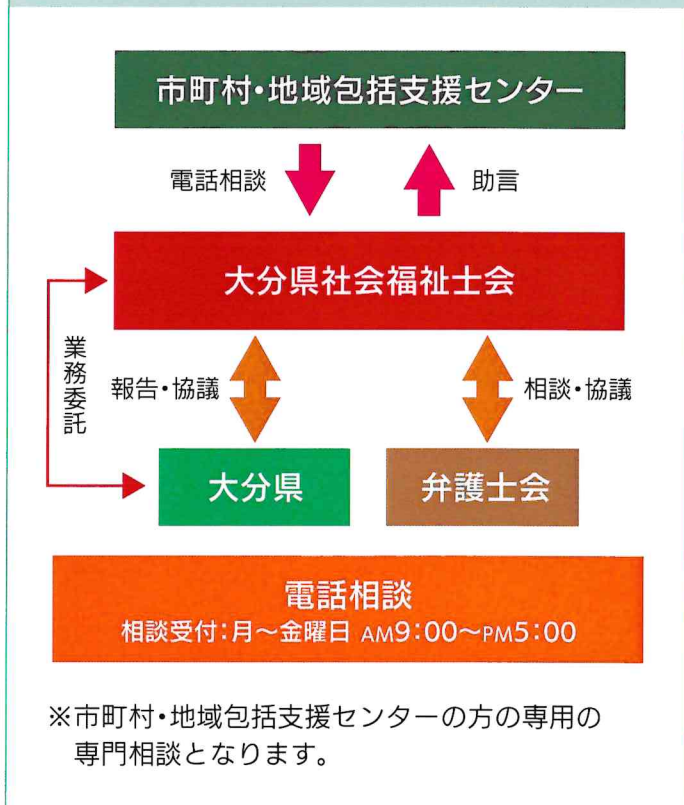 市町村・地域包括支援センター
電話相談
助言
大分県社会福祉士会
業務委託
報告・協議
相談・協議
大分県
弁護士会
電話相談
相談受付：月～金曜日 AM9：00～PM5：00
※市町村・地域包括支援センターの方の専用の
専門相談となります。